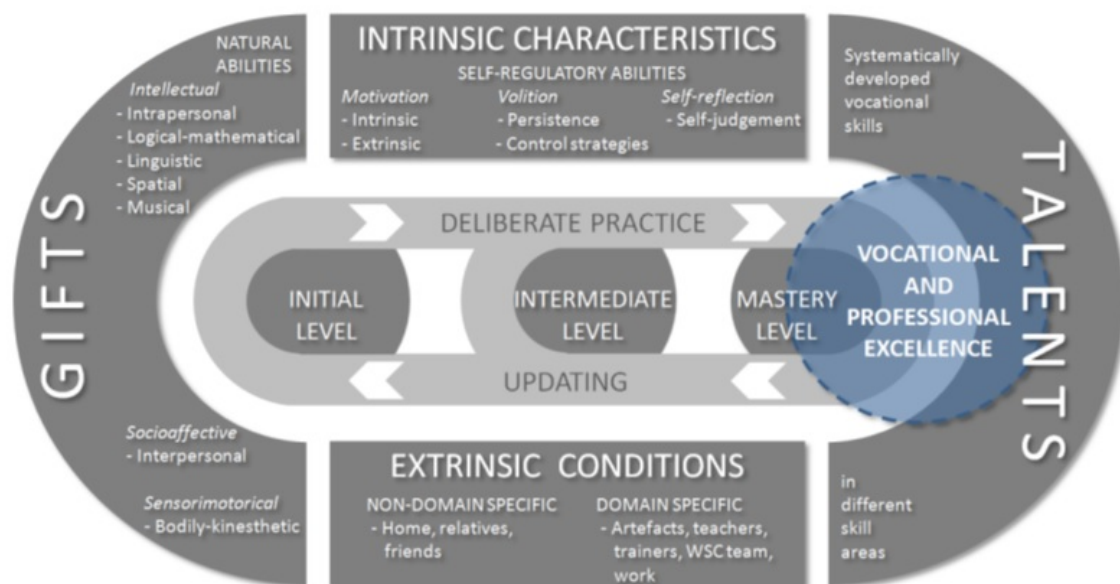 GIFTS
NATURAL
ABILITIES
Intellectual
- Intrapersonal
- Logical-mathematical
- Linguistic
- Spatial
- Musical
Socioaffective
- Interpersonal
Sensorimotorical
- Bodily-kinesthetic
INTRINSIC CHARACTERISTICS
SELF-REGULATORY ABILITIES
Motivation
- Intrinsic
- Extrinsic
Volition
- Persistence
- Control strategies
Self-reflection
- Self-judgement
DELIBERATE PRACTICE
INITIAL
LEVEL
INTERMEDIATE
LEVEL
MASTERY
LEVEL
UPDATING
VOCATIONAL
AND
PROFESSIONAL
EXCELLENCE
EXTRINSIC CONDITIONS
NON-DOMAIN SPECIFIC
- Home, relatives,
friends
DOMAIN SPECIFIC
- Artefacts, teachers,
trainers, WSC team,
work
Systematically
developed
vocational
skills
in
different
skill
areas
TALENTS